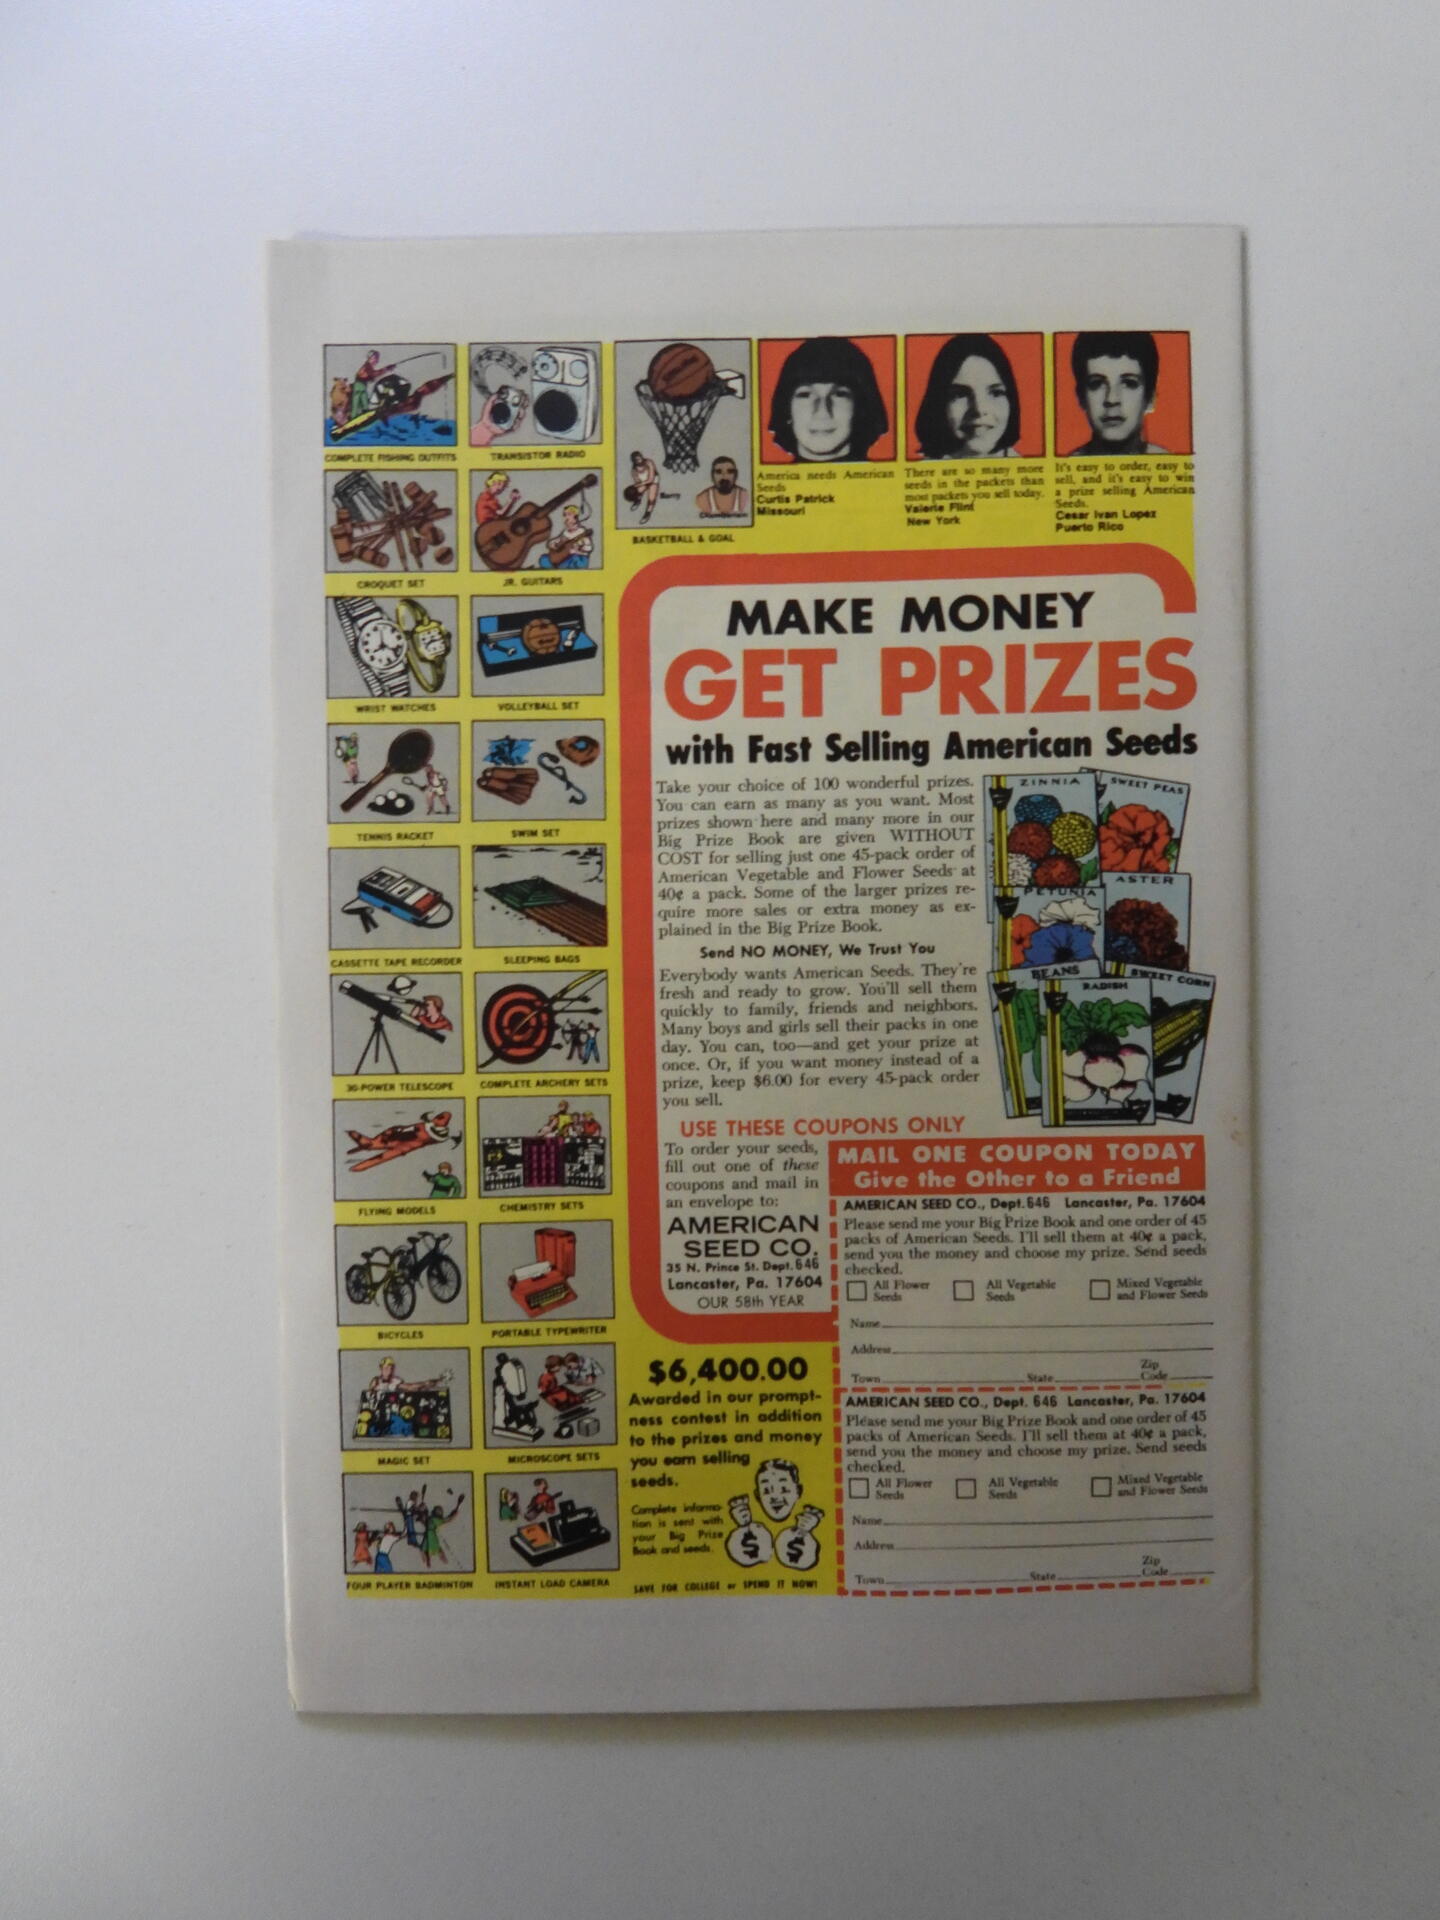 COMPLETE FISHING OUTFITS
TRANSISTOR RADIO
CROQUET SET
JR. GUITARS
WRIST WATCHES
VOLLEYBALL SET
TENNIS RACKET
SWIM SET
CASSETTE TAPE RECORDER
SLEEPING BAGS
30-POWER TELESCOPE
COMPLETE ARCHERY SETS
FLYING MODELS
CHEMISTRY SETS
BICYCLES
PORTABLE TYPEWRITER
MAGIC SET
MICROSCOPE SETS
FOUR PLAYER BADMINTON
INSTANT LOAD CAMERA
Barry
Chamberlain
BASKETBALL & GOAL
America needs American
Seeds
Curtis Patrick
Missouri
There are so many more
seeds in the packets than
most packets you sell today.
Valerie Flint
New York
It's easy to order, easy to
sell, and it's easy to win
a prize selling American
Seeds.
Cesar Ivan Lopez
Puerto Rico
MAKE MONEY
GET PRIZES
with Fast Selling American Seeds
Take your choice of 100 wonderful prizes.
You can earn as many as you want. Most
prizes shown here and many more in our
Big Prize Book are given WITHOUT
COST for selling just one 45-pack order of
American Vegetable and Flower Seeds at
40¢ a pack. Some of the larger prizes re-
quire more sales or extra money as ex-
plained in the Big Prize Book.
Send NO MONEY, We Trust You
Everybody wants American Seeds. They're
fresh and ready to grow. You'll sell them
quickly to family, friends and neighbors.
Many boys and girls sell their packs in one
day. You can, too—and get your prize at
once. Or, if you want money instead of a
prize, keep $6.00 for every 45-pack order
you sell.
ZINNIA
SWEET PEAS
PETUNIA
ASTER
BEANS
RADISH
SWEET CORN
USE THESE COUPONS ONLY
To order your seeds,
fill out one of these
coupons and mail in
an envelope to:
AMERICAN
SEED CO.
35 N. Prince St. Dept. 646
Lancaster, Pa. 17604
OUR 58th YEAR
MAIL ONE COUPON TODAY
Give the Other to a Friend
AMERICAN SEED CO., Dept. 646 Lancaster, Pa. 17604
Please send me your Big Prize Book and one order of 45
packs of American Seeds. I'll sell them at 40¢ a pack,
send you the money and choose my prize. Send seeds
checked.
All Flower Seeds All Vegetable Seeds Mixed Vegetable and Flower Seeds
Name
Address
Town State Zip Code
AMERICAN SEED CO., Dept. 646 Lancaster, Pa. 17604
Please send me your Big Prize Book and one order of 45
packs of American Seeds. I'll sell them at 40¢ a pack,
send you the money and choose my prize. Send seeds
checked.
All Flower Seeds All Vegetable Seeds Mixed Vegetable and Flower Seeds
Name
Address
Town State Zip Code
$6,400.00
Awarded in our prompt-
ness contest in addition
to the prizes and money
you earn selling
seeds.
Complete informa-
tion is sent with
your Big Prize
Book and seeds.
$ $
SAVE FOR COLLEGE or SPEND IT NOW!